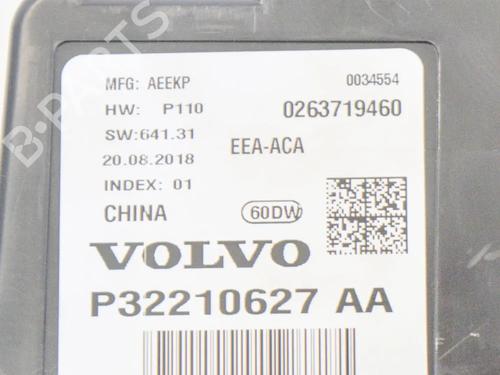 MFG: AEEKP 0034554
HW: P110 0263719460
SW:641.31 EEA-ACA
20.08.2018
INDEX: 01
CHINA 60DW
VOLVO
P32210627 AA
B-PARTS